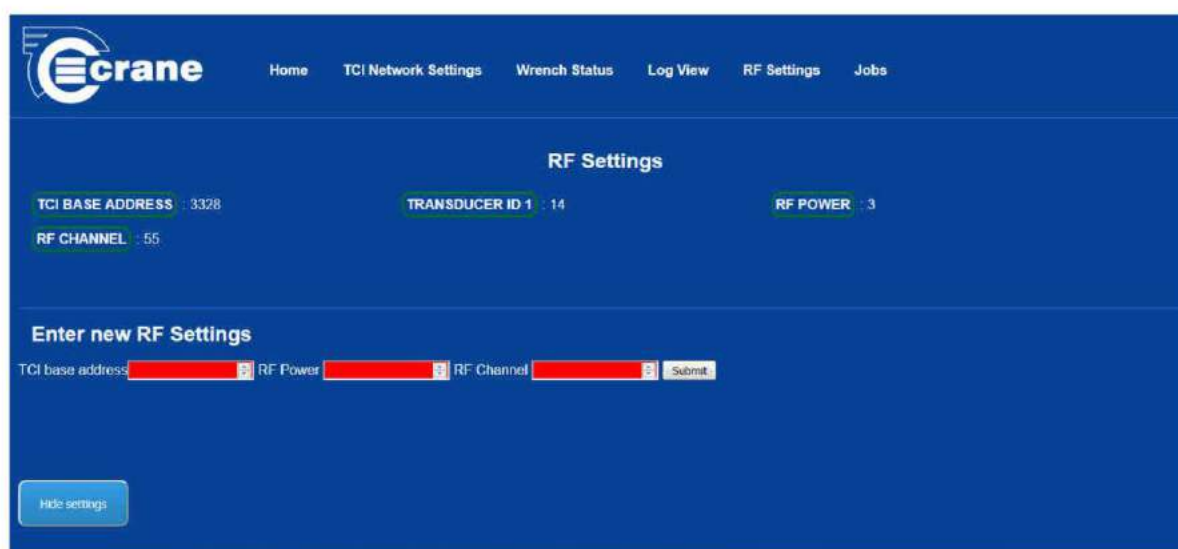 crane
Home TCI Network Settings Wrench Status Log View RF Settings Jobs
RF Settings
TCI BASE ADDRESS : 3328 TRANSDUCER ID 1 : 14 RF POWER : 3
RF CHANNEL : 55
Enter new RF Settings
TCI base address RF Power RF Channel Submit
Hide settings